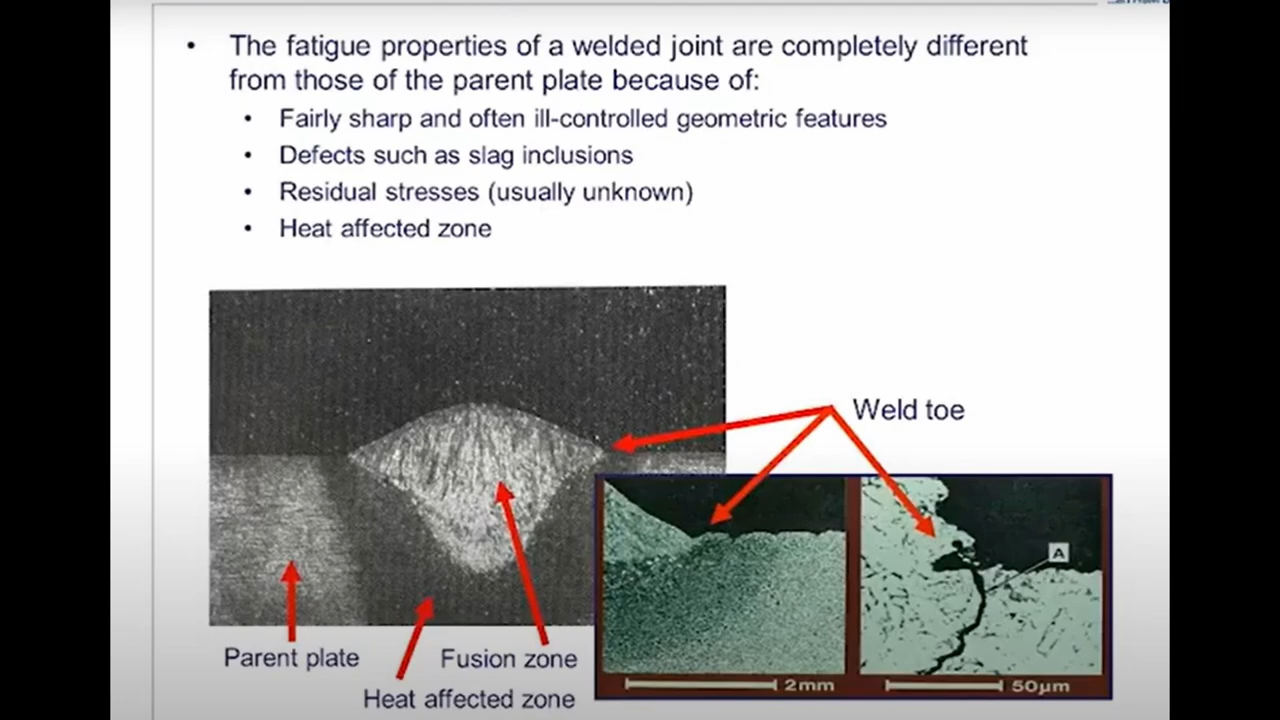 • The fatigue properties of a welded joint are completely different
from those of the parent plate because of:
• Fairly sharp and often ill-controlled geometric features
• Defects such as slag inclusions
• Residual stresses (usually unknown)
• Heat affected zone
Weld toe
A
Parent plate
Fusion zone
2mm
50µm
Heat affected zone